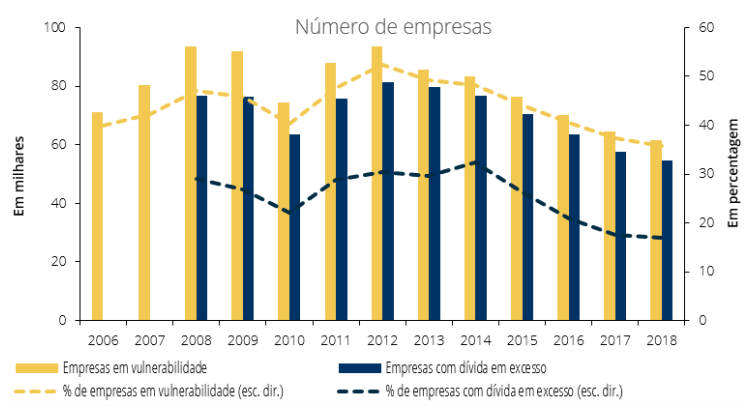 Número de empresas
100 60
50
80
40
60
Em milhares 30 Em percentagem
40
20
20
10
0 0
2006 2007 2008 2009 2010 2011 2012 2013 2014 2015 2016 2017 2018
Empresas em vulnerabilidade Empresas com dívida em excesso
% de empresas em vulnerabilidade (esc. dir.) % de empresas com dívida em excesso (esc. dir.)